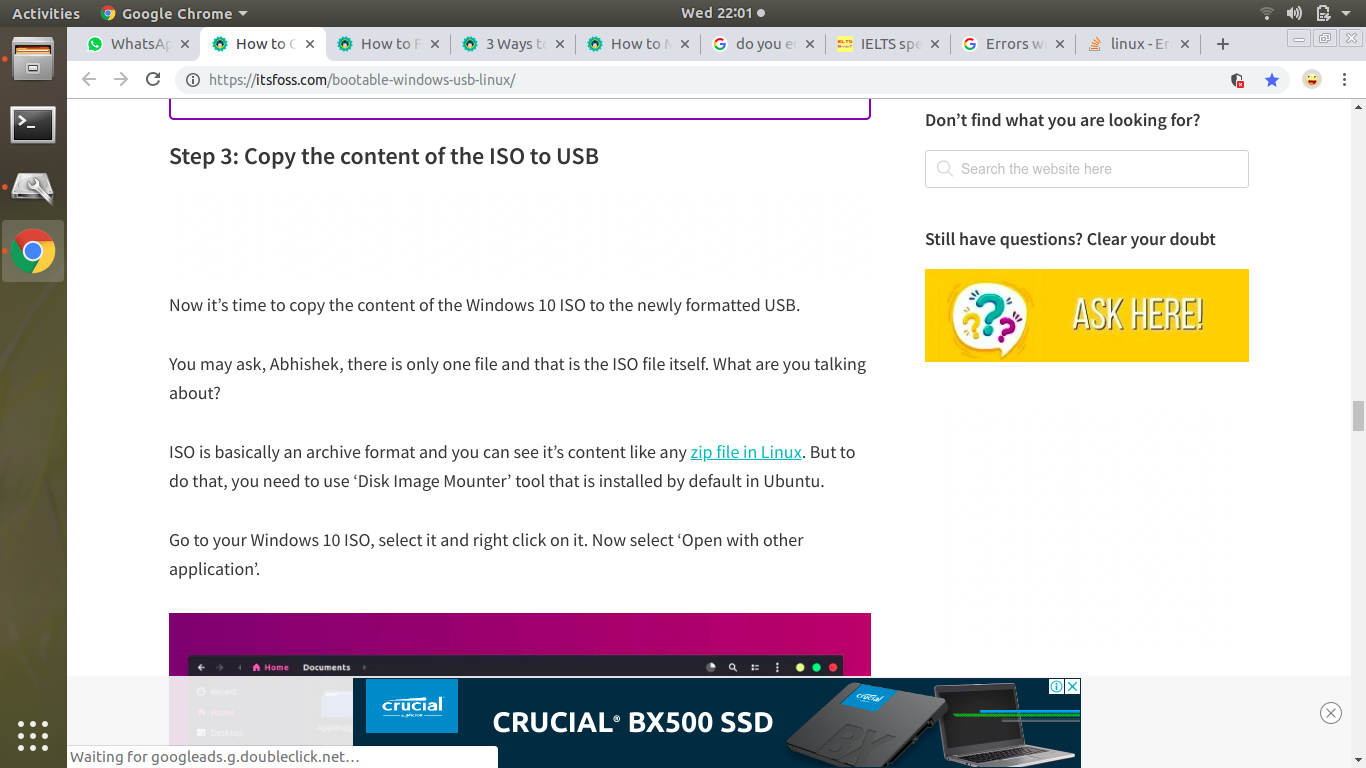 Activities
Google Chrome
Wed 22:01
WhatsAp
How to C
How to F
3 Ways to
How to M
do you e
IELTS spe
Errors w
linux - Er
https://itsfoss.com/bootable-windows-usb-linux/
Step 3: Copy the content of the ISO to USB
Now it's time to copy the content of the Windows 10 ISO to the newly formatted USB.
You may ask, Abhishek, there is only one file and that is the ISO file itself. What are you talking
about?
ISO is basically an archive format and you can see it's content like any zip file in Linux. But to
do that, you need to use ‘Disk Image Mounter’ tool that is installed by default in Ubuntu.
Go to your Windows 10 ISO, select it and right click on it. Now select ‘Open with other
application’.
Don't find what you are looking for?
Search the website here
Still have questions? Clear your doubt
ASK HERE!
Home
Documents
Recent
Home
Desktop
crucial
by Micron
CRUCIAL® BX500 SSD
crucial
BX
Waiting for googleads.g.doubleclick.net...